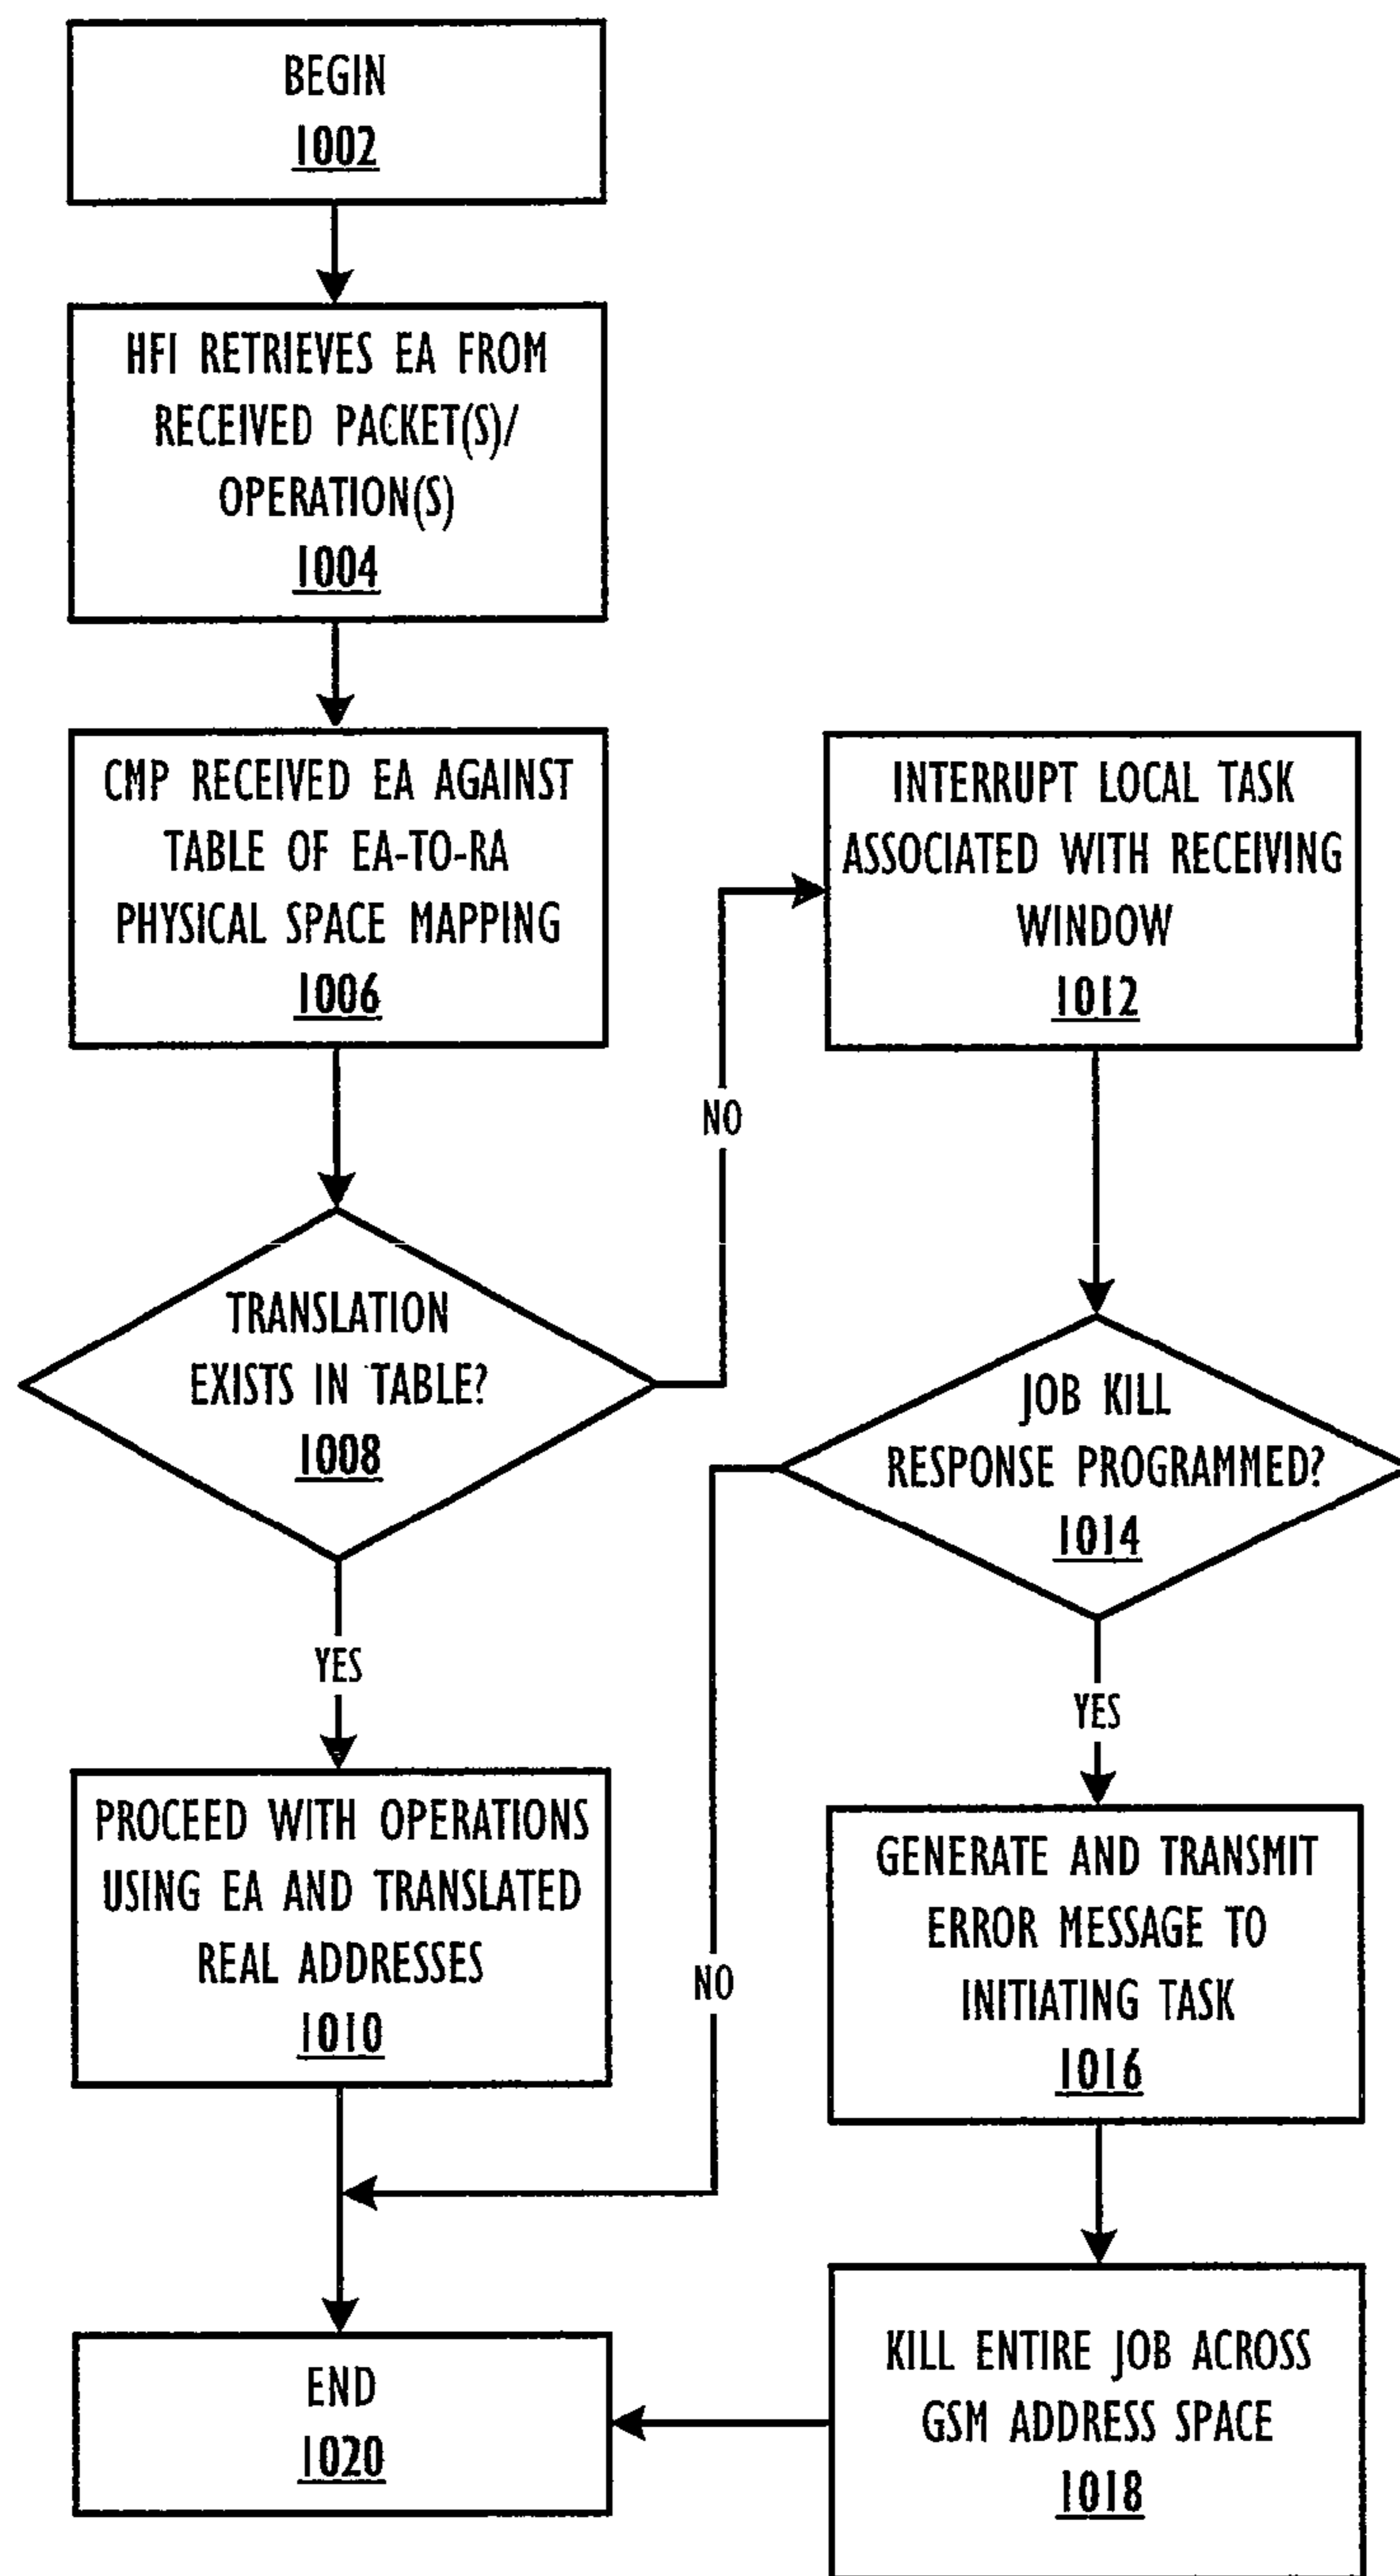 BEGIN
1002
HFI RETRIEVES EA FROM
RECEIVED PACKET(S)/
OPERATION(S)
1004
CMP RECEIVED EA AGAINST
TABLE OF EA-TO-RA
PHYSICAL SPACE MAPPING
1006
TRANSLATION
EXISTS IN TABLE?
1008
YES
NO
PROCEED WITH OPERATIONS
USING EA AND TRANSLATED
REAL ADDRESSES
1010
INTERRUPT LOCAL TASK
ASSOCIATED WITH RECEIVING
WINDOW
1012
JOB KILL
RESPONSE PROGRAMMED?
1014
NO
YES
GENERATE AND TRANSMIT
ERROR MESSAGE TO
INITIATING TASK
1016
KILL ENTIRE JOB ACROSS
GSM ADDRESS SPACE
1018
END
1020